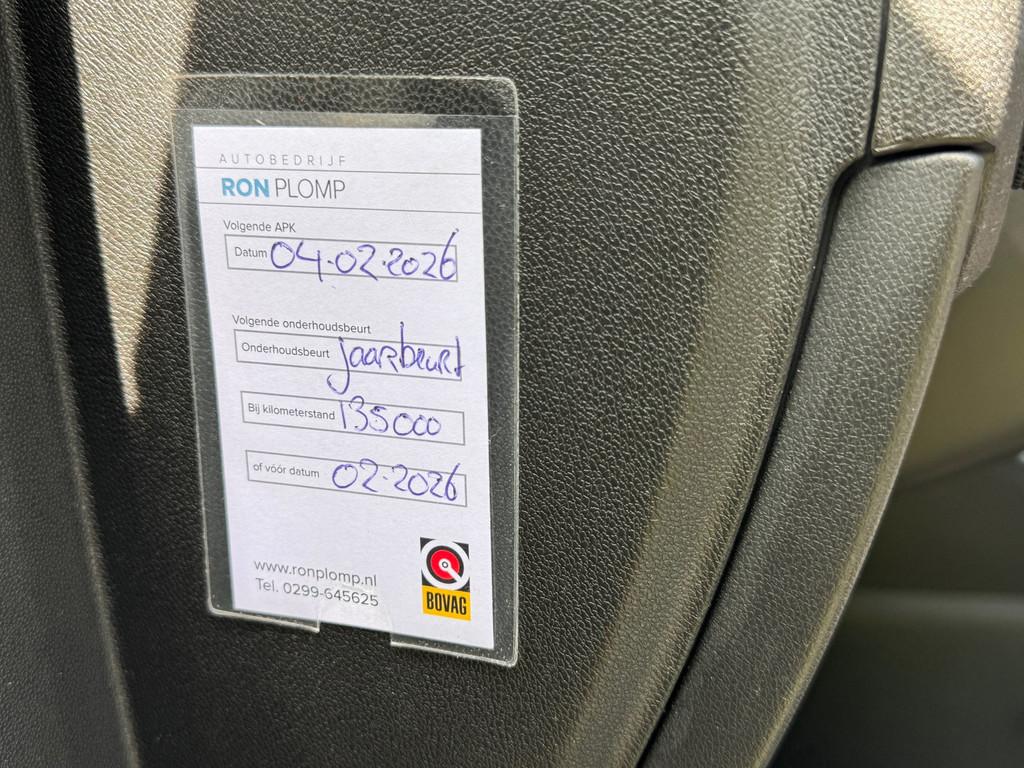 AUTOBEDRIJF
RON PLOMP
Volgende APK
Datum 04-02-2026
Volgende onderhoudsbeurt
Onderhoudsbeurt jaarbeurt
Bij kilometerstand 135000
of vóór datum 02-2026
www.ronplomp.nl
Tel. 0299-645625
BOVAG